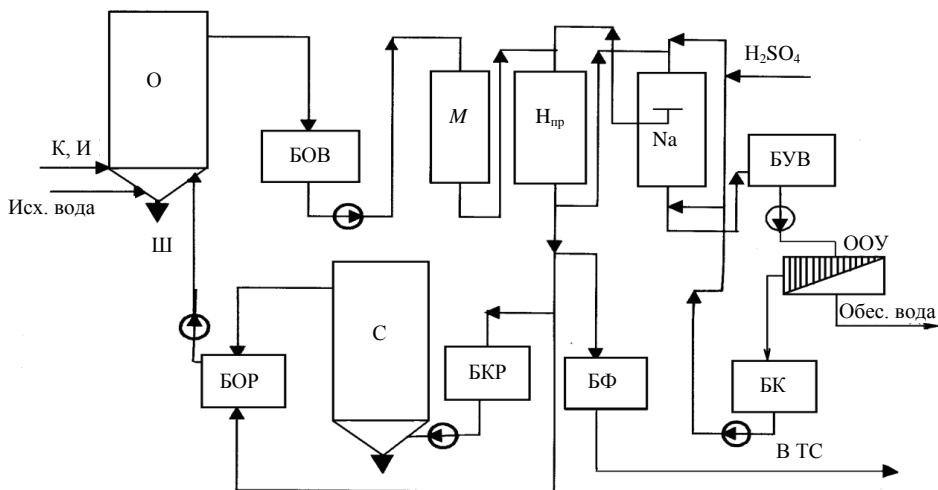 О
К, И
Исх. вода
Ш
БОВ
М
Нпр
Na
H₂SO₄
БУВ
ООУ
Обес. вода
БОР
С
БКР
БФ
БК
В ТС